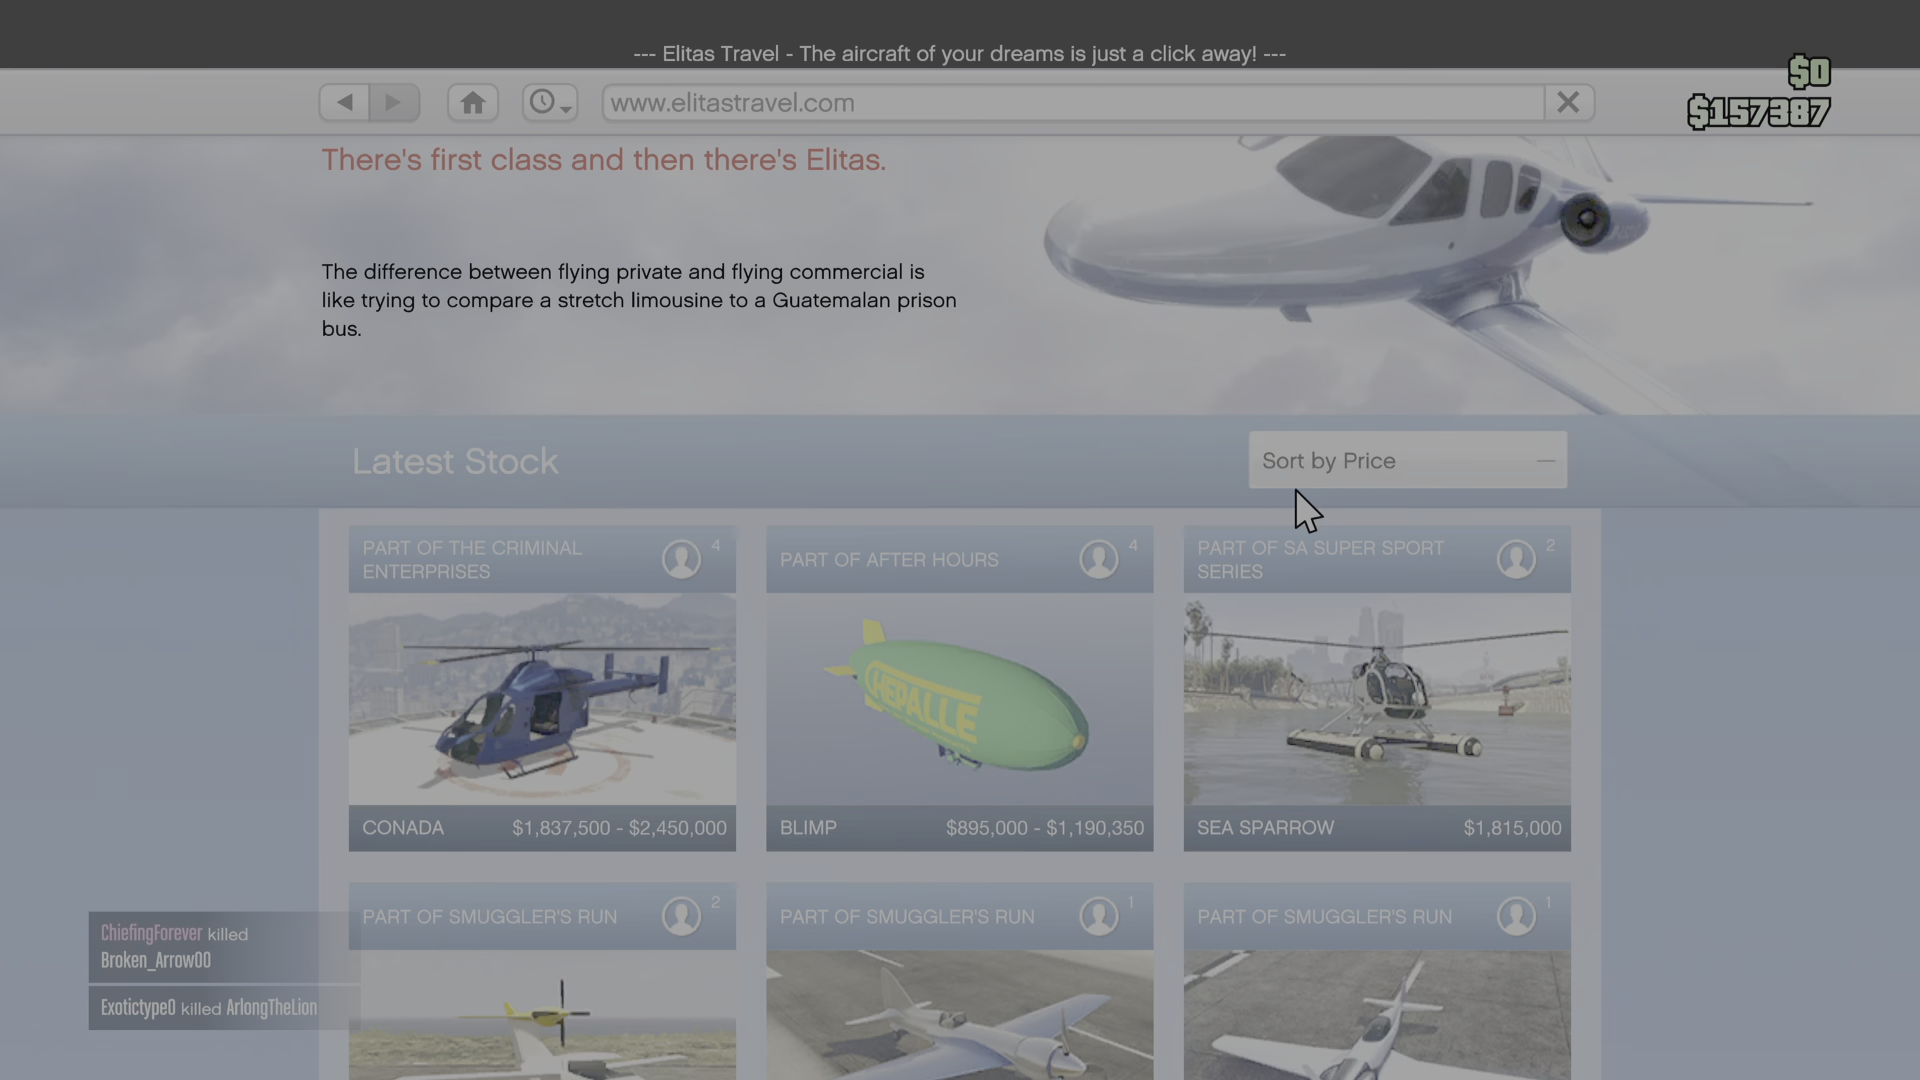 --- Elitas Travel - The aircraft of your dreams is just a click away! ---
$0
www.elitastravel.com
$157387
There's first class and then there's Elitas.
The difference between flying private and flying commercial is
like trying to compare a stretch limousine to a Guatemalan prison
bus.
Latest Stock
Sort by Price
PART OF THE CRIMINAL
ENTERPRISES
4
PART OF AFTER HOURS
4
PART OF SA SUPER SPORT
SERIES
2
HEPALLE
CONADA
$1,837,500 - $2,450,000
BLIMP
$895,000 - $1,190,350
SEA SPARROW
$1,815,000
PART OF SMUGGLER'S RUN
2
PART OF SMUGGLER'S RUN
1
PART OF SMUGGLER'S RUN
1
ChiefingForever killed
Broken_Arrow00
Exotictype0 killed ArlongTheLion